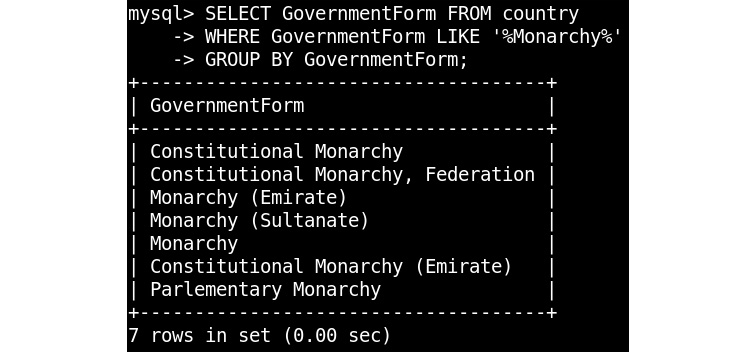 mysql> SELECT GovernmentForm FROM country
    -> WHERE GovernmentForm LIKE '%Monarchy%'
    -> GROUP BY GovernmentForm;
+-------------------------------------+
| GovernmentForm                      |
+-------------------------------------+
| Constitutional Monarchy             |
| Constitutional Monarchy, Federation |
| Monarchy (Emirate)                  |
| Monarchy (Sultanate)                |
| Monarchy                            |
| Constitutional Monarchy (Emirate)   |
| Parlementary Monarchy               |
+-------------------------------------+
7 rows in set (0.00 sec)